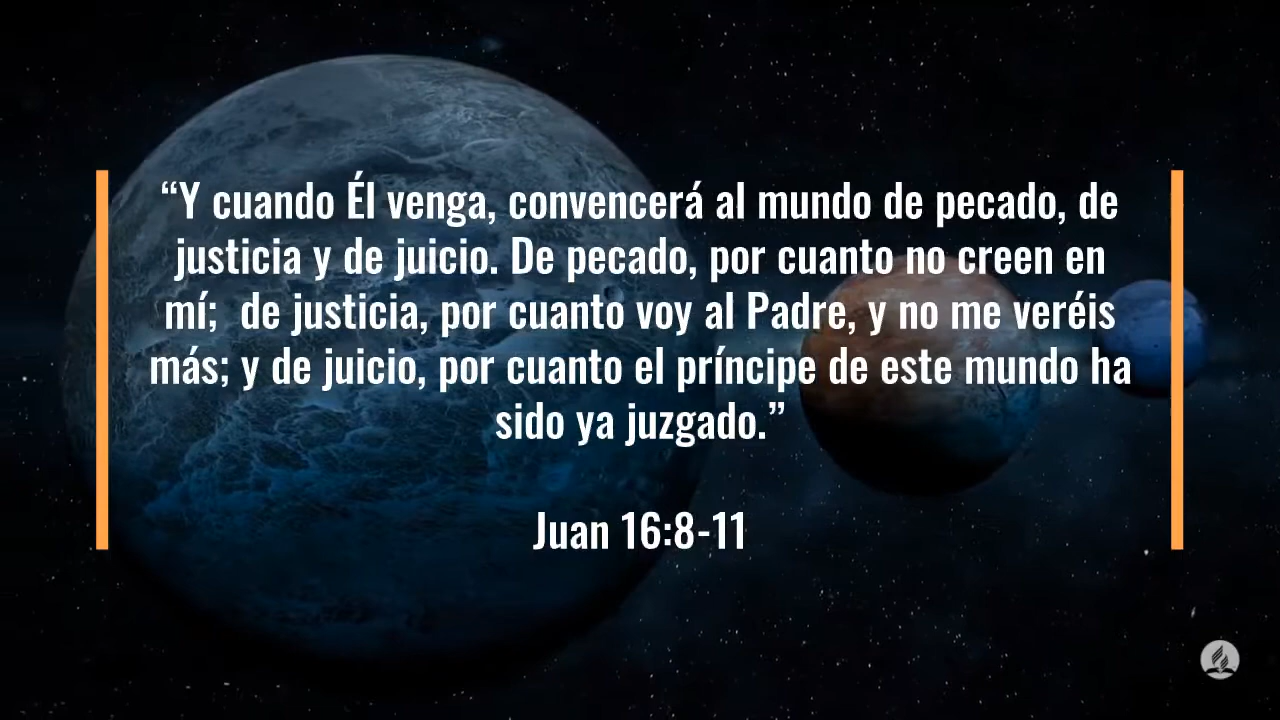 “Y cuando Él venga, convencerá al mundo de pecado, de
justicia y de juicio. De pecado, por cuanto no creen en
mí;  de justicia, por cuanto voy al Padre, y no me veréis
más; y de juicio, por cuanto el príncipe de este mundo ha
sido ya juzgado.”
Juan 16:8-11